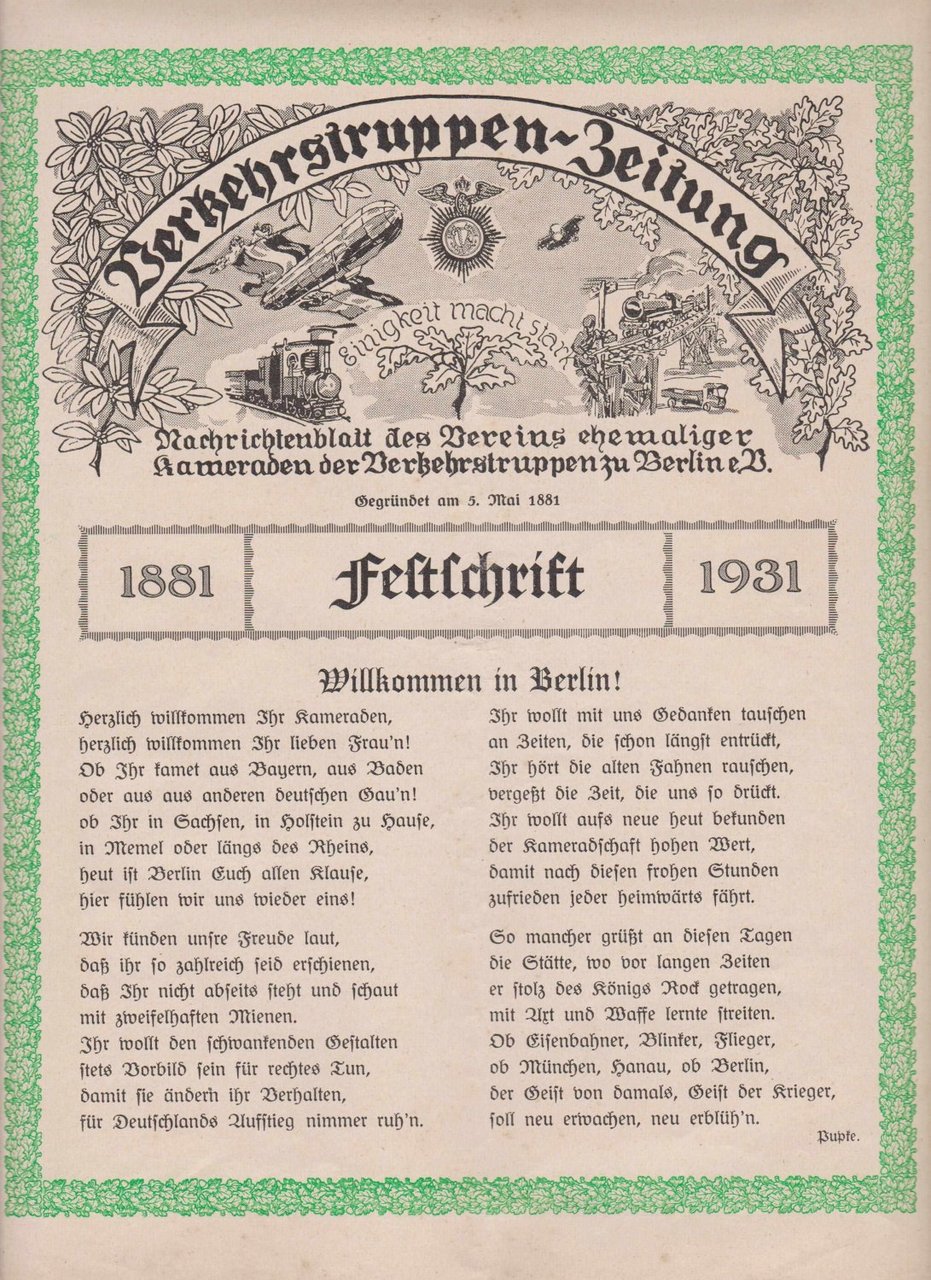 Verkehrstruppen-Zeitung
Einigkeit macht stark
Nachrichtenblatt des Vereins ehemaliger
Kameraden der Verkehrstruppen zu Berlin e.V.
Gegründet am 5. Mai 1881
1881
Festschrift
1931
Willkommen in Berlin!
Herzlich willkommen Ihr Kameraden,
herzlich willkommen Ihr lieben Frau'n!
Ob Ihr kamet aus Bayern, aus Baden
oder aus aus anderen deutschen Gau'n!
ob Ihr in Sachsen, in Holstein zu Hause,
in Memel oder längs des Rheins,
heut ist Berlin Euch allen Klause,
hier fühlen wir uns wieder eins!
Wir künden unsre Freude laut,
daß ihr so zahlreich seid erschienen,
daß Ihr nicht abseits steht und schaut
mit zweifelhaften Mienen.
Ihr wollt den schwankenden Gestalten
stets Vorbild sein für rechtes Tun,
damit sie ändern ihr Verhalten,
für Deutschlands Aufstieg nimmer ruh'n.
Ihr wollt mit uns Gedanken tauschen
an Zeiten, die schon längst entrückt,
Ihr hört die alten Fahnen rauschen,
vergeßt die Zeit, die uns so drückt.
Ihr wollt aufs neue heut bekunden
der Kameradschaft hohen Wert,
damit nach diesen frohen Stunden
zufrieden jeder heimwärts fährt.
So mancher grüßt an diesen Tagen
die Stätte, wo vor langen Zeiten
er stolz des Königs Rock getragen,
mit Axt und Waffe lernte streiten.
Ob Eisenbahner, Blinker, Flieger,
ob München, Hanau, ob Berlin,
der Geist von damals, Geist der Krieger,
soll neu erwachen, neu erblüh'n.
Pupke.